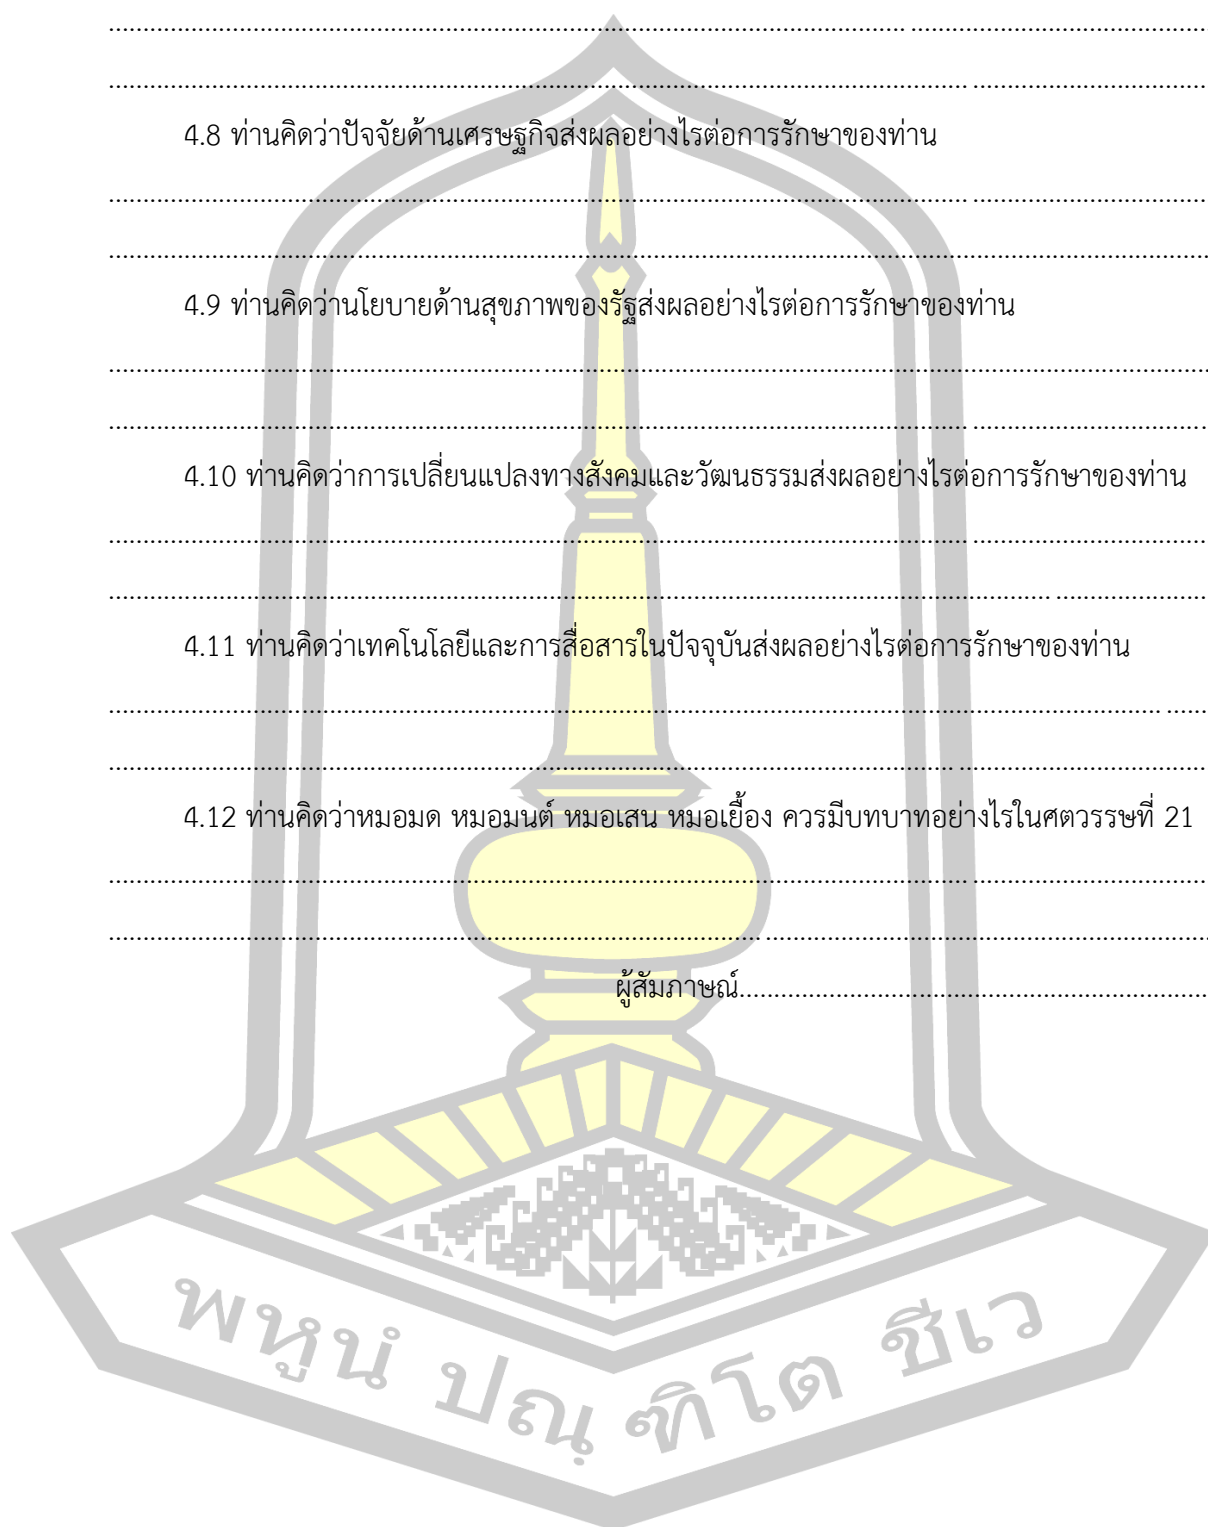 ........................................................................................................................ ............................................
................................................................................................................................. ...................................
4.8 ท่านคิดว่าปัจจัยด้านเศรษฐกิจส่งผลอย่างไรต่อการรักษาของท่าน
................................................................................................................................. ...................................
....................................................................................................................................................................
4.9 ท่านคิดว่านโยบายด้านสุขภาพของรัฐส่งผลอย่างไรต่อการรักษาของท่าน
................................................................. ...................................................................................................
................................................................................................................................. ...................................
4.10 ท่านคิดว่าการเปลี่ยนแปลงทางสังคมและวัฒนธรรมส่งผลอย่างไรต่อการรักษาของท่าน
................................................................................................................................. ...................................
............................................................................................................................................. .......................
4.11 ท่านคิดว่าเทคโนโลยีและการสื่อสารในปัจจุบันส่งผลอย่างไรต่อการรักษาของท่าน
............................................................................................................................................................. .......
............................................................................................................................... .....................................
4.12 ท่านคิดว่าหมอมด หมอมนต์ หมอเสน หมอเยื้อง ควรมีบทบาทอย่างไรในศตวรรษที่ 21
................................................................................................................................. ...................................
.................................................................................................. ..................................................................
ผู้สัมภาษณ์......................................................................
พหูนํ ปณฺฑิโต ชีเว